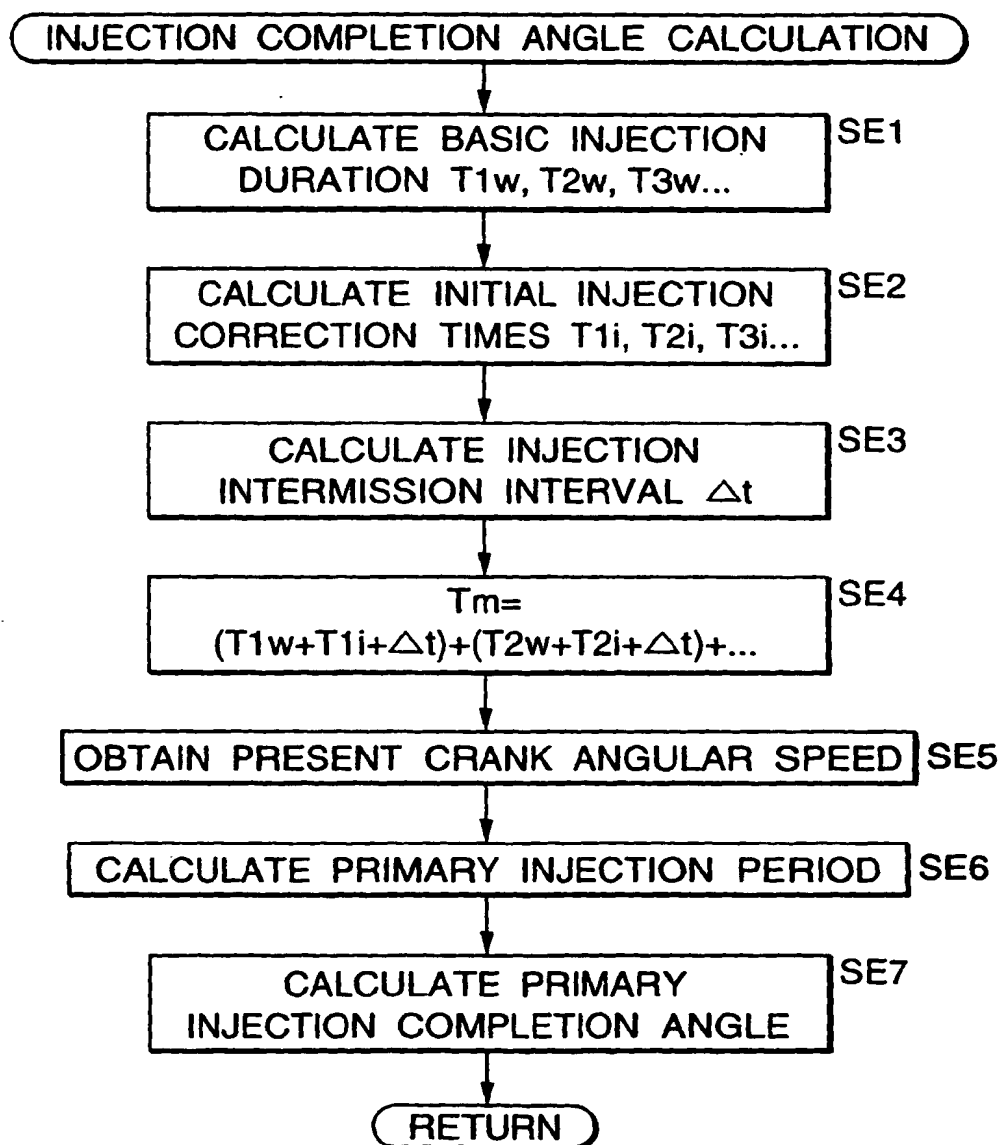 INJECTION COMPLETION ANGLE CALCULATION
CALCULATE BASIC INJECTION
DURATION T1w, T2w, T3w...
SE1
CALCULATE INITIAL INJECTION
CORRECTION TIMES T1i, T2i, T3i...
SE2
CALCULATE INJECTION
INTERMISSION INTERVAL △t
SE3
Tm=
(T1w+T1i+△t)+(T2w+T2i+△t)+...
SE4
OBTAIN PRESENT CRANK ANGULAR SPEED
SE5
CALCULATE PRIMARY INJECTION PERIOD
SE6
CALCULATE PRIMARY
INJECTION COMPLETION ANGLE
SE7
RETURN